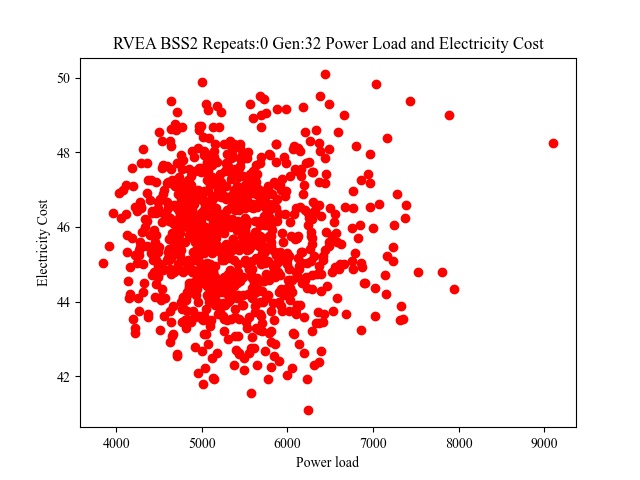 RVEA BSS2 Repeats:0 Gen:32 Power Load and Electricity Cost
50
48
46
44
42
Electricity Cost
4000 5000 6000 7000 8000 9000
Power load